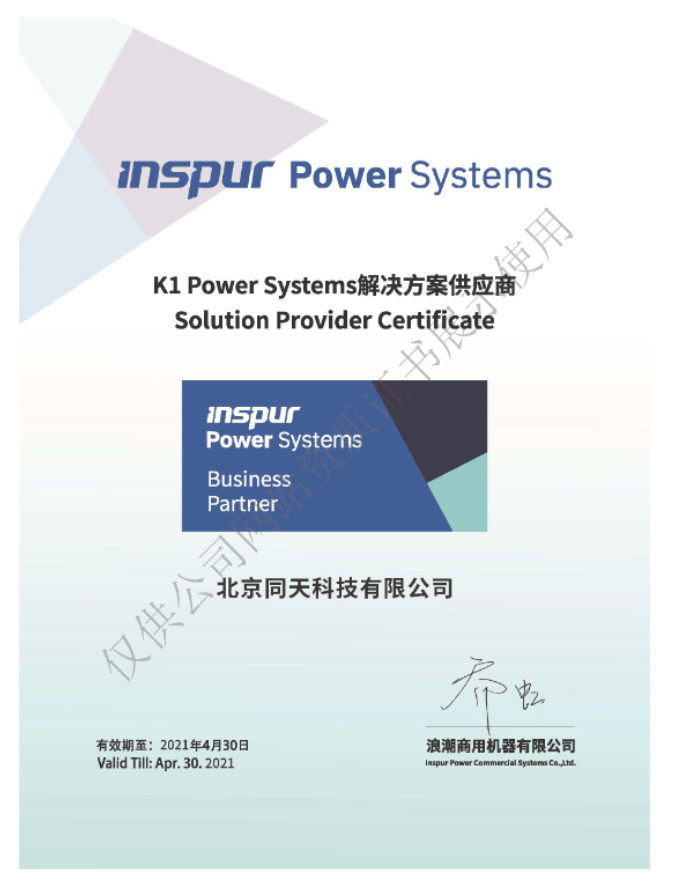 inspur Power Systems
K1 Power Systems解决方案供应商
Solution Provider Certificate
inspur
Power Systems
Business
Partner
仅供公司网站资质证书展示使用
北京同天科技有限公司
乔虹
有效期至：2021年4月30日
Valid Till: Apr. 30. 2021
浪潮商用机器有限公司
Inspur Power Commercial Systems Co.,Ltd.